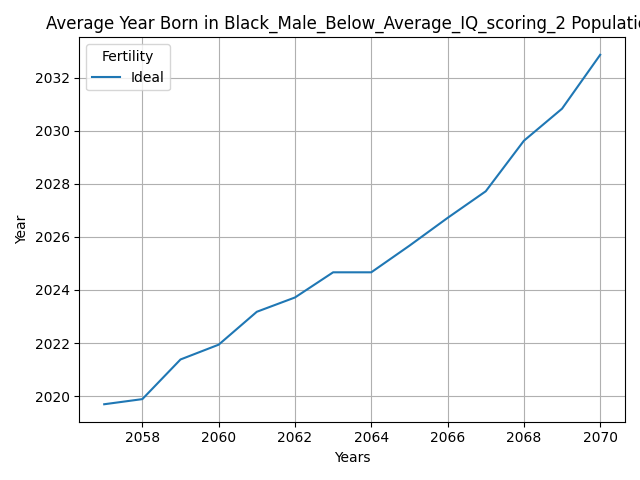 Average Year Born in Black_Male_Below_Average_IQ_scoring_2 Populatio
Fertility
Ideal
2032
2030
2028
2026
2024
2022
2020
Year
2058 2060 2062 2064 2066 2068 2070
Years